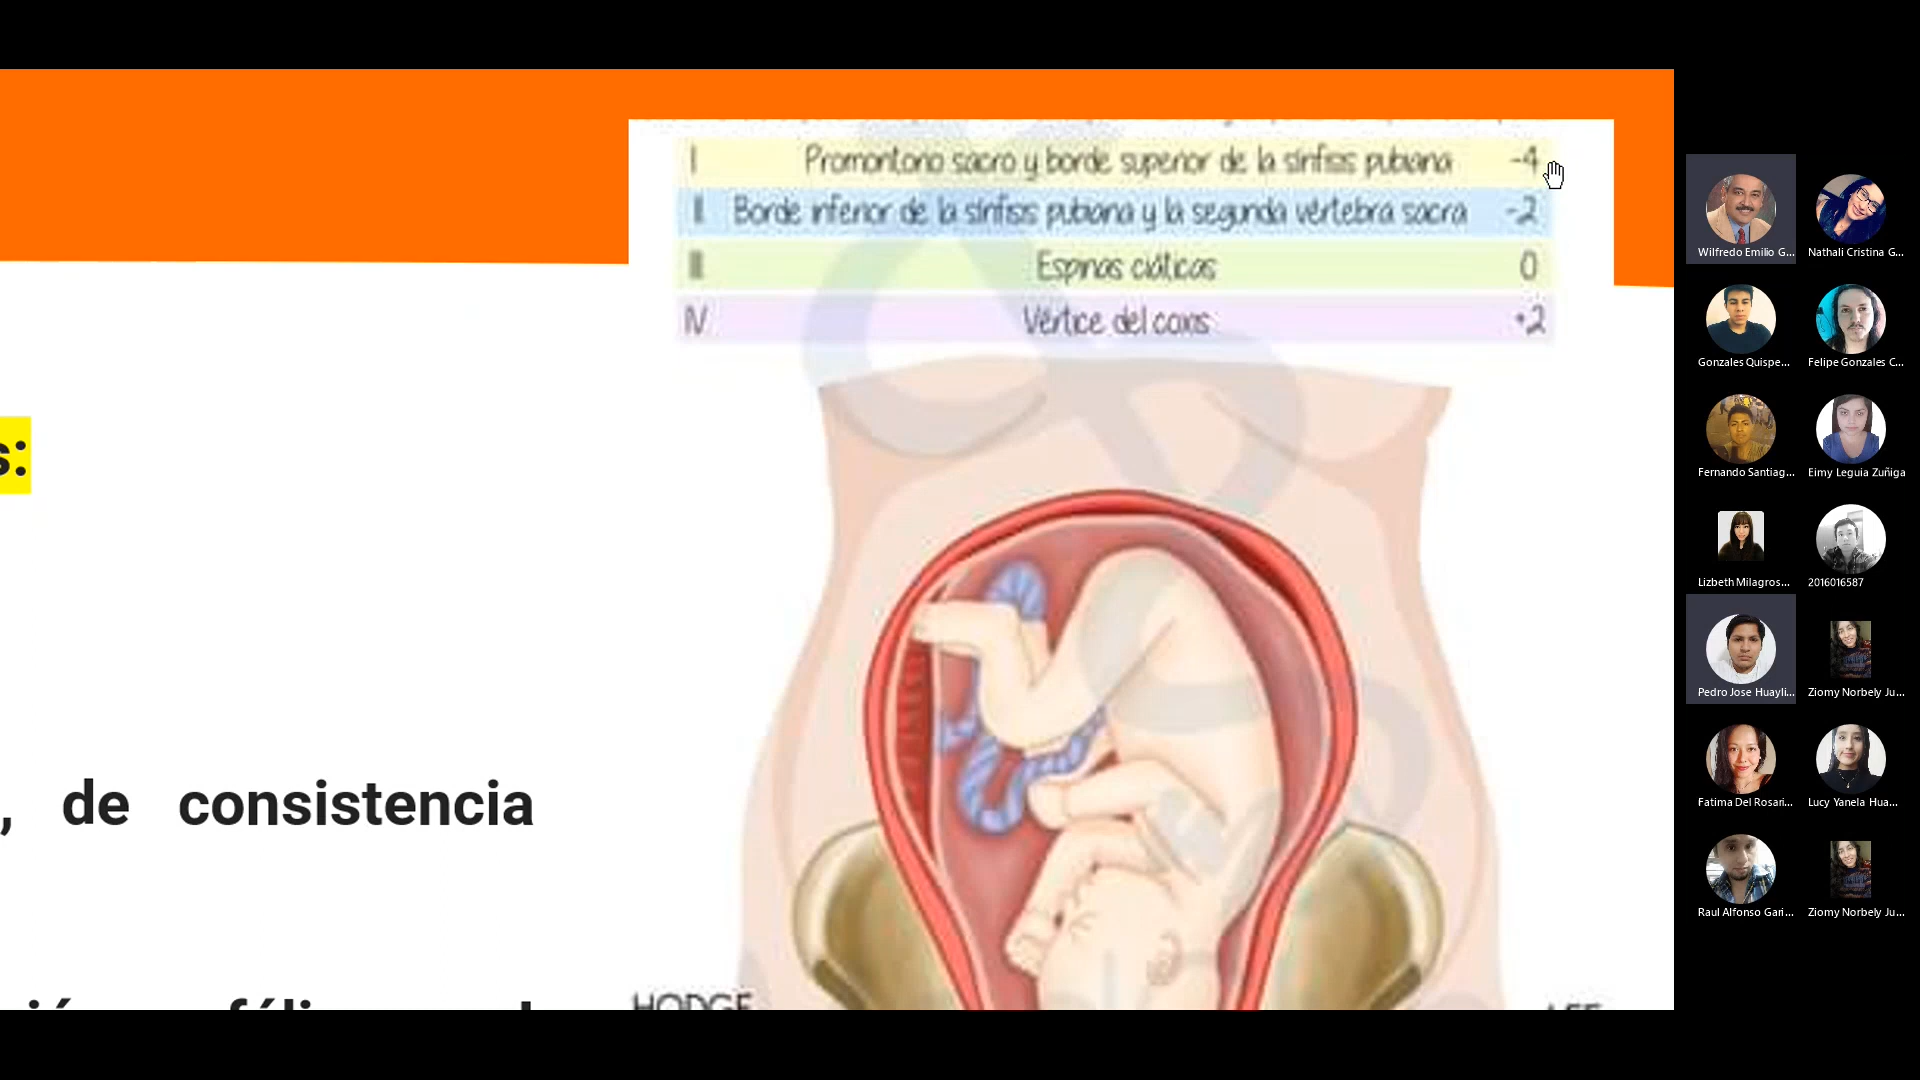 I Promontorio sacro y borde superior de la sínfisis pubiana -4
II Borde inferior de la sínfisis pubiana y la segunda vértebra sacra -2
III Espinas ciáticas 0
IV Vértice del coxis +2
s:
, de consistencia
HODGE
LEE
Wilfredo Emilio G...
Nathali Cristina G...
Gonzales Quispe...
Felipe Gonzales C...
Fernando Santiag...
Eimy Leguia Zuñiga
Lizbeth Milagros...
2016016587
Pedro Jose Huayli...
Ziomy Norbely Ju...
Fatima Del Rosari...
Lucy Yanela Hua...
Raul Alfonso Gari...
Ziomy Norbely Ju...